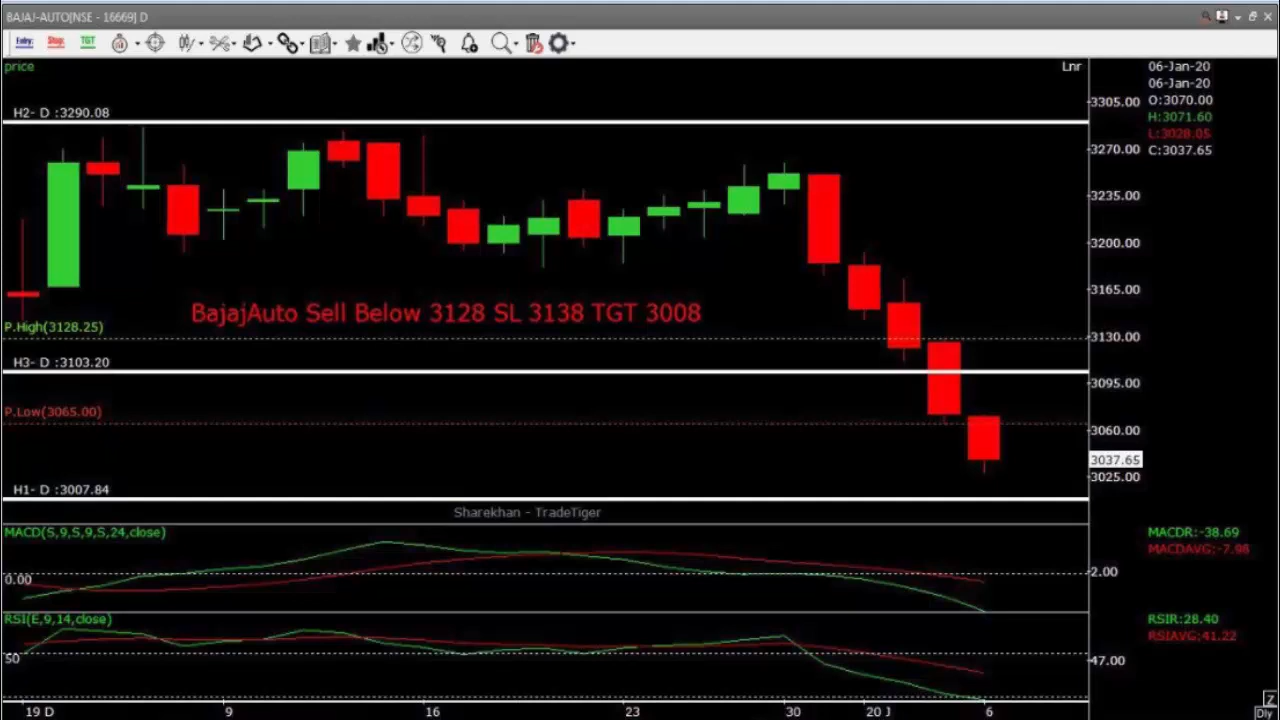 BAJAJ-AUTO[NSE - 16669] D
Entry: Stop: TGT
price
Lnr
06-Jan-20
06-Jan-20
O:3070.00
H:3071.60
L:3028.05
C:3037.65
H2- D :3290.08
3305.00
3270.00
3235.00
3200.00
3165.00
BajajAuto Sell Below 3128 SL 3138 TGT 3008
P.High(3128.25)
3130.00
H3- D :3103.20
3095.00
P.Low(3065.00)
3060.00
3037.65
3025.00
H1- D :3007.84
Sharekhan - TradeTiger
MACD(S,9,S,9,S,24,close)
MACDR:-38.69
MACDAVG:-7.98
0.00
-2.00
RSI(E,9,14,close)
RSIR:28.40
RSIAVG:41.22
50
47.00
19 D 9 16 23 30 20 J 6
Z
Dly